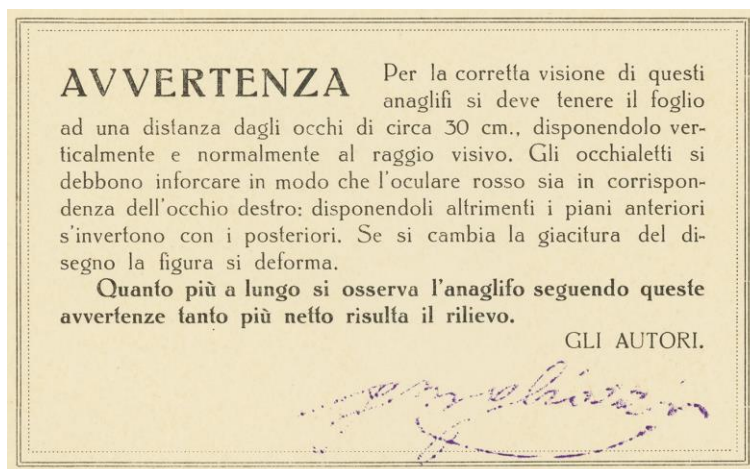 AVVERTENZA Per la corretta visione di questi
anaglifi si deve tenere il foglio
ad una distanza dagli occhi di circa 30 cm., disponendolo ver-
ticalmente e normalmente al raggio visivo. Gli occhialetti si
debbono inforcare in modo che l'oculare rosso sia in corrispon-
denza dell'occhio destro: disponendoli altrimenti i piani anteriori
s'invertono con i posteriori. Se si cambia la giacitura del di-
segno la figura si deforma.
Quanto più a lungo si osserva l'anaglifo seguendo queste
avvertenze tanto più netto risulta il rilievo.
GLI AUTORI.